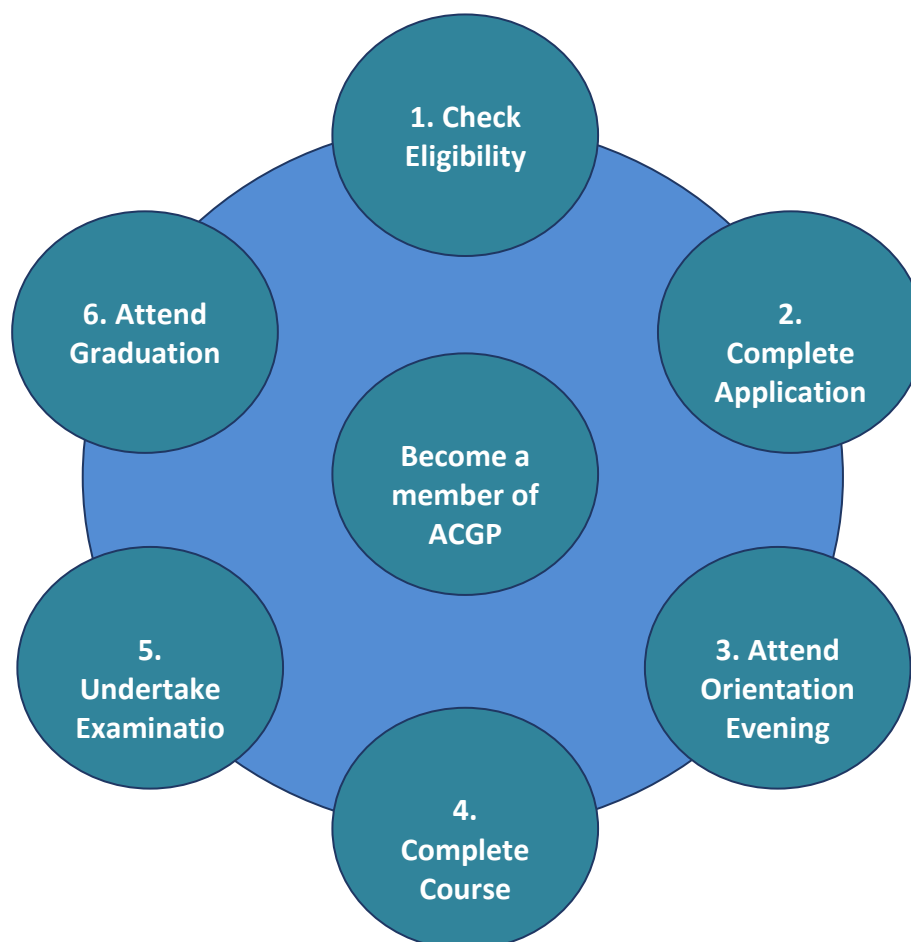 1. Check
Eligibility
2.
Complete
Application
3. Attend
Orientation
Evening
4.
Complete
Course
5.
Undertake
Examinatio
6. Attend
Graduation
Become a
member of
ACGP